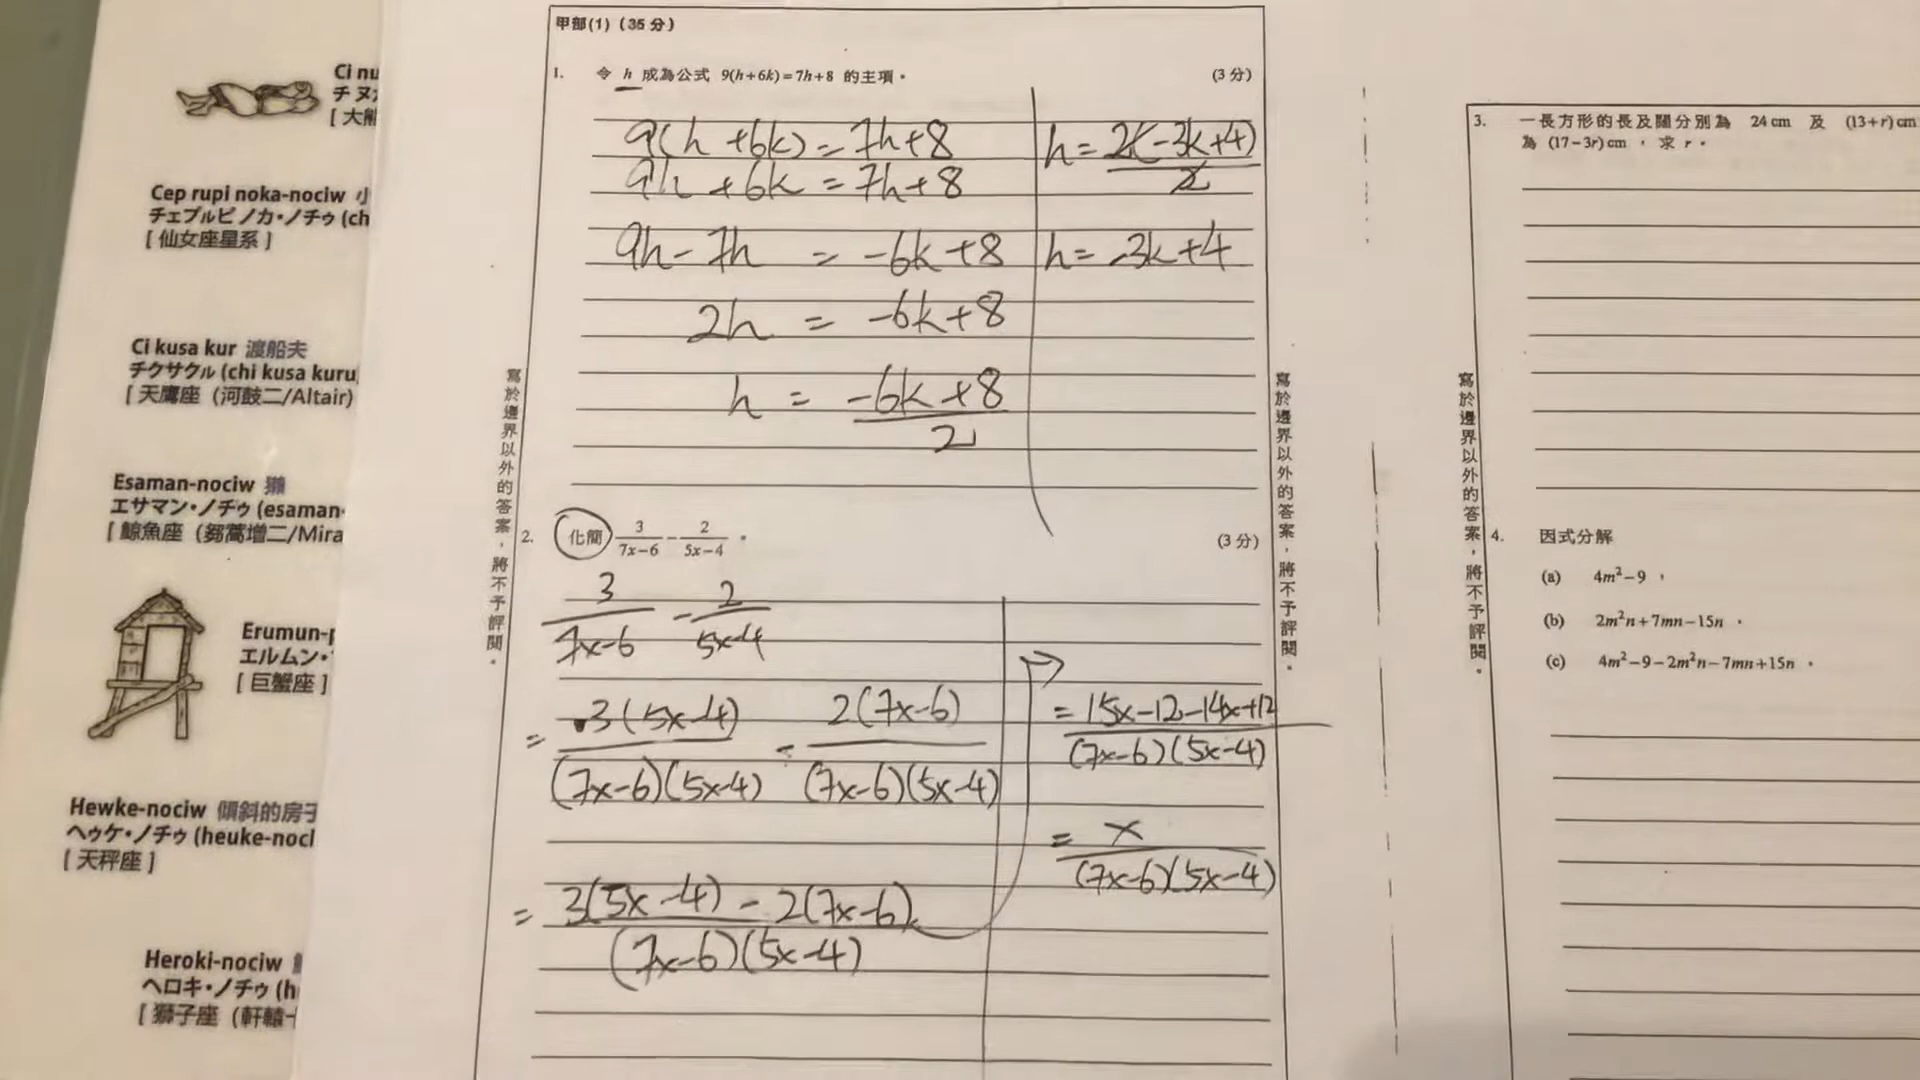 Ci nu
チ ヌ
[ 大熊
Cep rupi noka-nociw 小
チェプルピ ノカ・ノチゥ (ch
[ 仙女座星系 ]
Ci kusa kur 渡船夫
チクサクル (chi kusa kuru
[ 天鷹座（河鼓二/Altair)
Esaman-nociw 獺
エサマン・ノチゥ (esaman-
[ 鯨魚座（芻藁增二/Mira
Erumun-
エルムン・
[ 巨蟹座 ]
Hewke-nociw 傾斜的房子
ヘゥケ・ノチゥ (heuke-noci
[ 天秤座 ]
Heroki-nociw
ヘロキ・ノチゥ (h
[ 獅子座（軒轅十
甲部(1)（35 分）
1. 令 h 成為公式 9(h+6k)=7h+8 的主項。 (3 分)
9(h+6k)=7h+8
9h+6k=7h+8
9h-7h = -6k+8
2h = -6k+8
h = -6k+8
2
h = 2(-3k+4)
2
h = -3k+4
2. 化簡 3/(7x-6) - 2/(5x-4)。 (3 分)
3/(7x-6) - 2/(5x-4)
= 3(5x-4)/(7x-6)(5x-4) - 2(7x-6)/(7x-6)(5x-4)
= 3(5x-4)-2(7x-6)
(7x-6)(5x-4)
= 15x-12-14x+12
(7x-6)(5x-4)
= x
(7x-6)(5x-4)
寫於邊界以外的答案，將不予評閱。
寫於邊界以外的答案，將不予評閱。
寫於邊界以外的答案，將不予評閱。
3. 一長方形的長及闊分別為 24 cm 及 (13+r) cm
為 (17-3r) cm，求 r。
4. 因式分解
(a) 4m²-9，
(b) 2m²n+7mn-15n，
(c) 4m²-9-2m²n-7mn+15n。